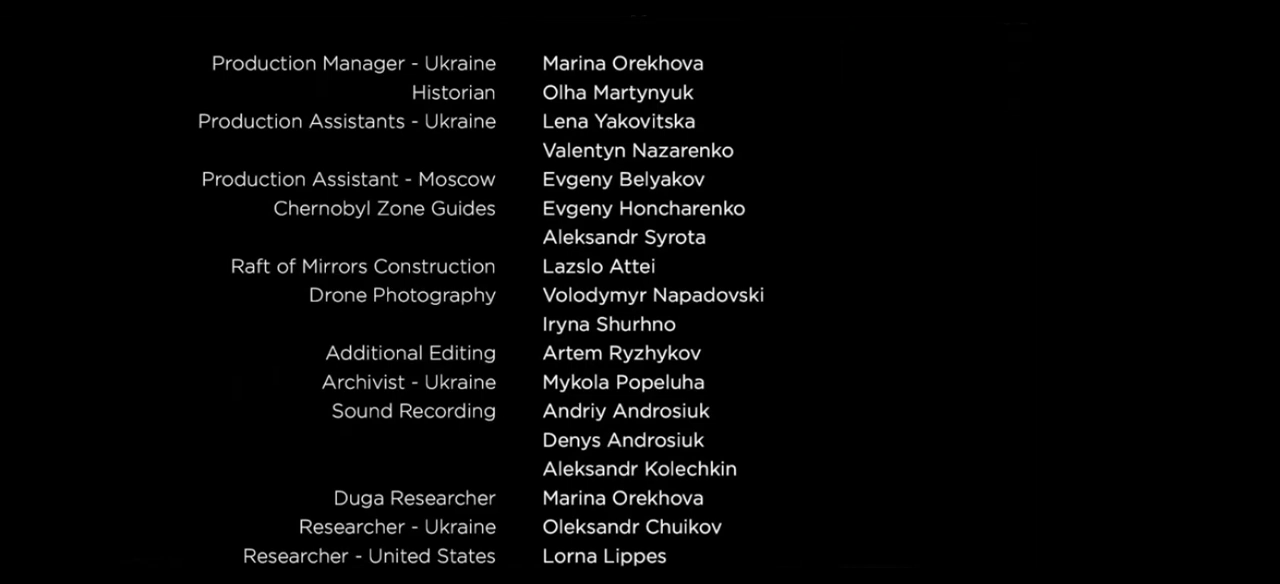 Production Manager - Ukraine Marina Orekhova
Historian Olha Martynyuk
Production Assistants - Ukraine Lena Yakovitska
Valentyn Nazarenko
Production Assistant - Moscow Evgeny Belyakov
Chernobyl Zone Guides Evgeny Honcharenko
Aleksandr Syrota
Raft of Mirrors Construction Lazslo Attei
Drone Photography Volodymyr Napadovski
Iryna Shurhno
Additional Editing Artem Ryzhykov
Archivist - Ukraine Mykola Popeluha
Sound Recording Andriy Androsiuk
Denys Androsiuk
Aleksandr Kolechkin
Duga Researcher Marina Orekhova
Researcher - Ukraine Oleksandr Chuikov
Researcher - United States Lorna Lippes